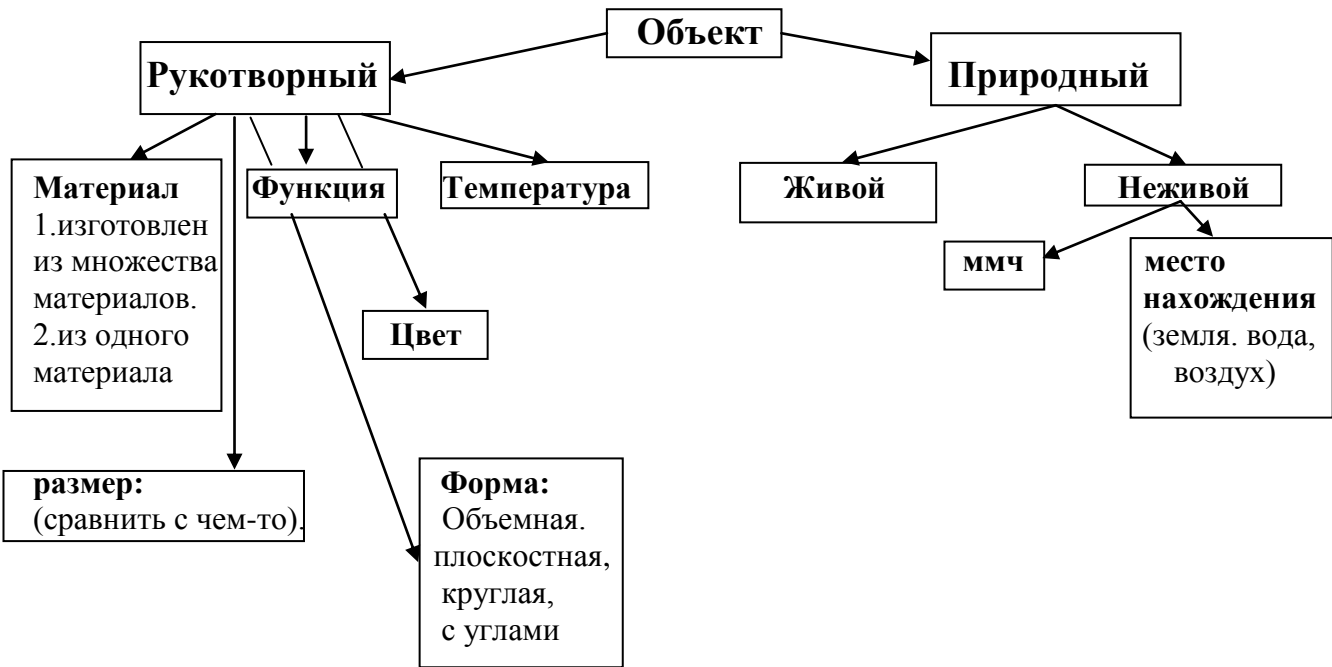 Объект
Рукотворный
Природный
Материал
1.изготовлен
из множества
материалов.
2.из одного
материала
Функция
Температура
Живой
Неживой
ммч
место
нахождения
(земля. вода,
воздух)
Цвет
размер:
(сравнить с чем-то).
Форма:
Объемная.
плоскостная,
круглая,
с углами